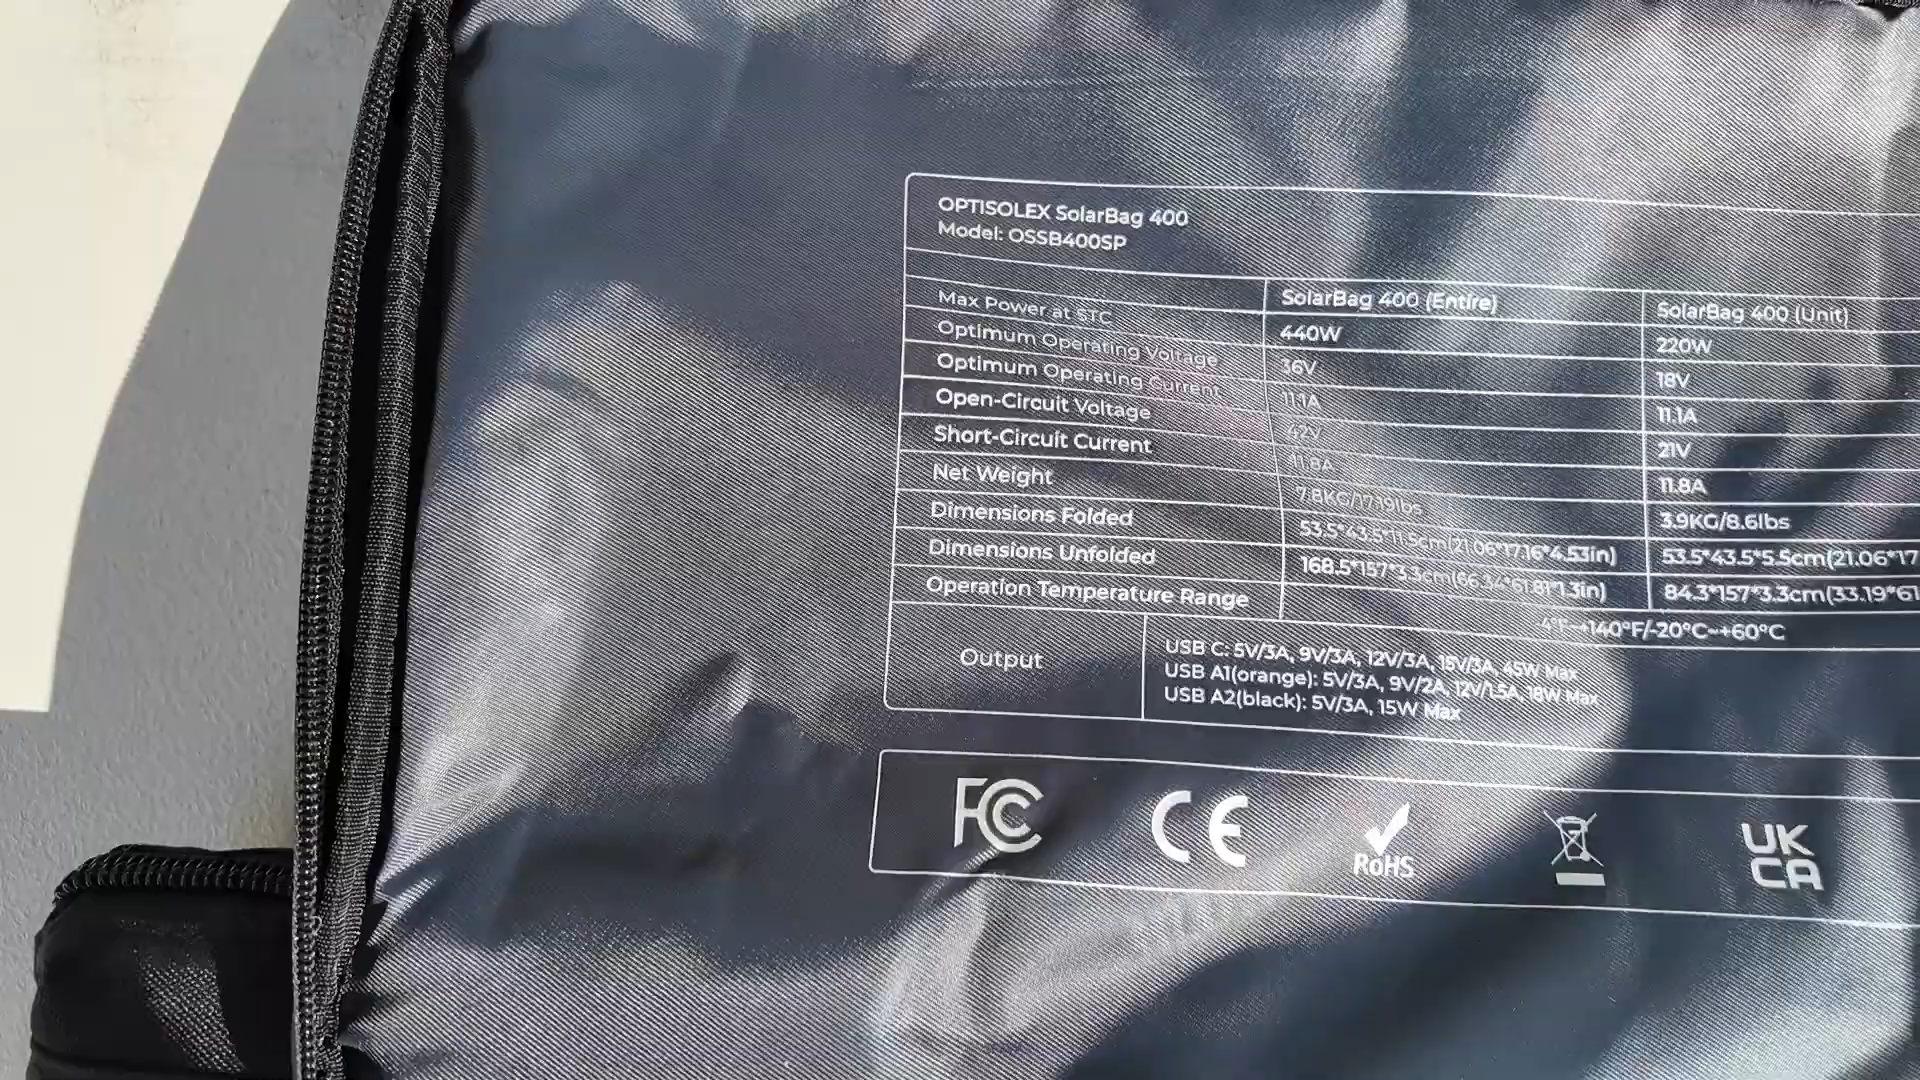 OPTISOLEX SolarBag 400
Model: OSSB400SP
SolarBag 400 (Entire) SolarBag 400 (Unit)
Max Power at STC 440W 220W
Optimum Operating Voltage 36V 18V
Optimum Operating Current 11.1A 11.1A
Open-Circuit Voltage 42V 21V
Short-Circuit Current 11.8A 11.8A
Net Weight 7.8KG/17.19lbs 3.9KG/8.6lbs
Dimensions Folded 53.5*43.5*11.5cm(21.06*17.16*4.53in) 53.5*43.5*5.5cm(21.06*17
Dimensions Unfolded 168.5*157*3.3cm(66.34*61.81*1.3in) 84.3*157*3.3cm(33.19*61
Operation Temperature Range -4°F~+140°F/-20°C~+60°C
Output
USB C: 5V/3A, 9V/3A, 12V/3A, 15V/3A, 45W Max
USB A1(orange): 5V/3A, 9V/2A, 12V/1.5A, 18W Max
USB A2(black): 5V/3A, 15W Max
FC CE RoHS UK
CA